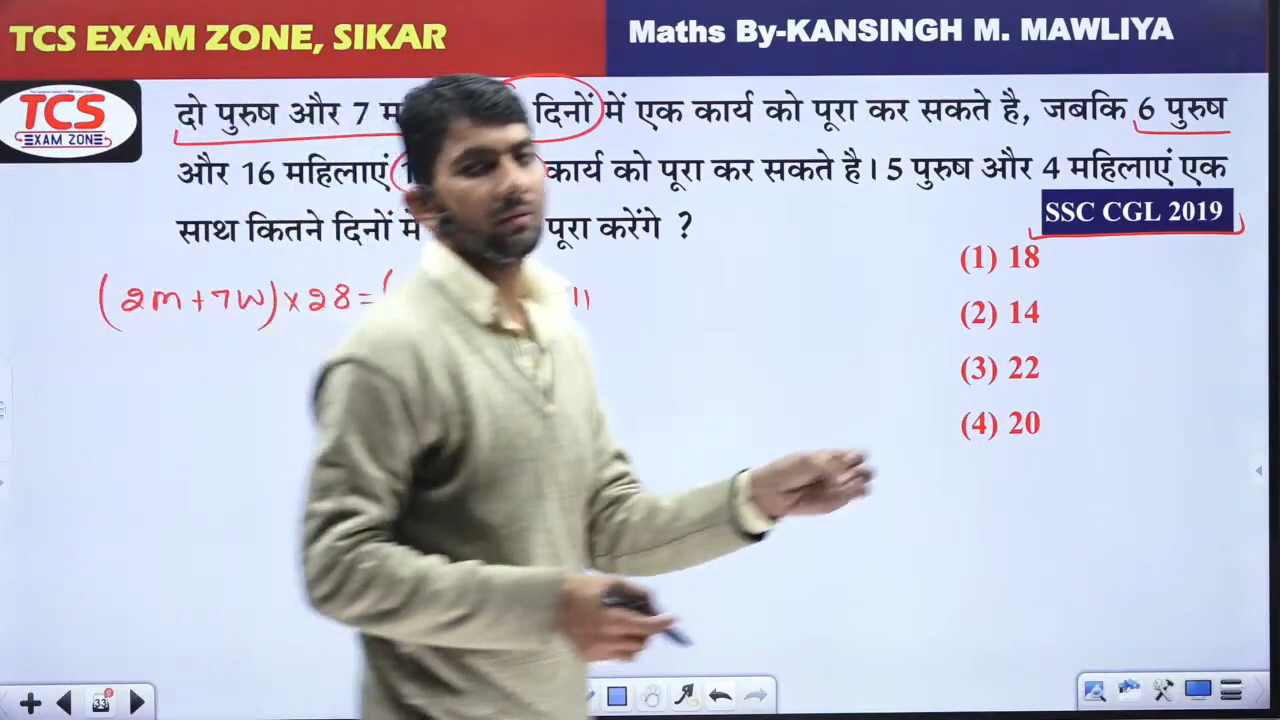 TCS EXAM ZONE, SIKAR
Maths By-KANSINGH M. MAWLIYA
TCS
EXAM ZONE
दो पुरुष और 7 दिनों में एक कार्य को पूरा कर सकते है, जबकि 6 पुरुष
और 16 महिलाएं कार्य को पूरा कर सकते है। 5 पुरुष और 4 महिलाएं एक
साथ कितने दिनों में पूरा करेंगे ?
SSC CGL 2019
(2m+7w)×28=( 11
(1) 18
(2) 14
(3) 22
(4) 20
33